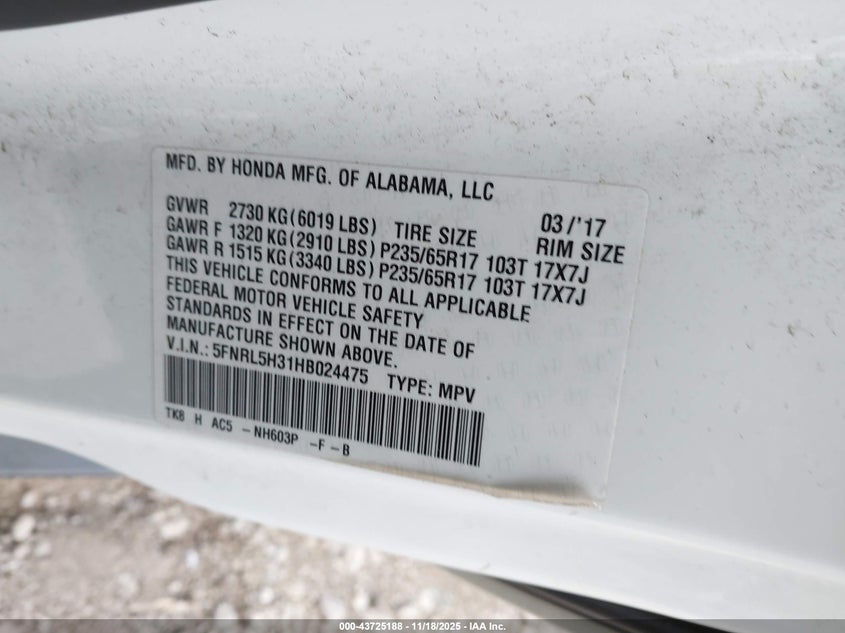 MFD. BY HONDA MFG. OF ALABAMA, LLC
03/'17
GVWR 2730 KG(6019 LBS) TIRE SIZE RIM SIZE
GAWR F 1320 KG(2910 LBS) P235/65R17 103T 17X7J
GAWR R 1515 KG(3340 LBS) P235/65R17 103T 17X7J
THIS VEHICLE CONFORMS TO ALL APPLICABLE
FEDERAL MOTOR VEHICLE SAFETY
STANDARDS IN EFFECT ON THE DATE OF
MANUFACTURE SHOWN ABOVE.
V.I.N.: 5FNRL5H31HB024475 TYPE: MPV
TK8 H AC5 -NH603P -F-B
000-43725188 - 11/18/2025 - IAA Inc.